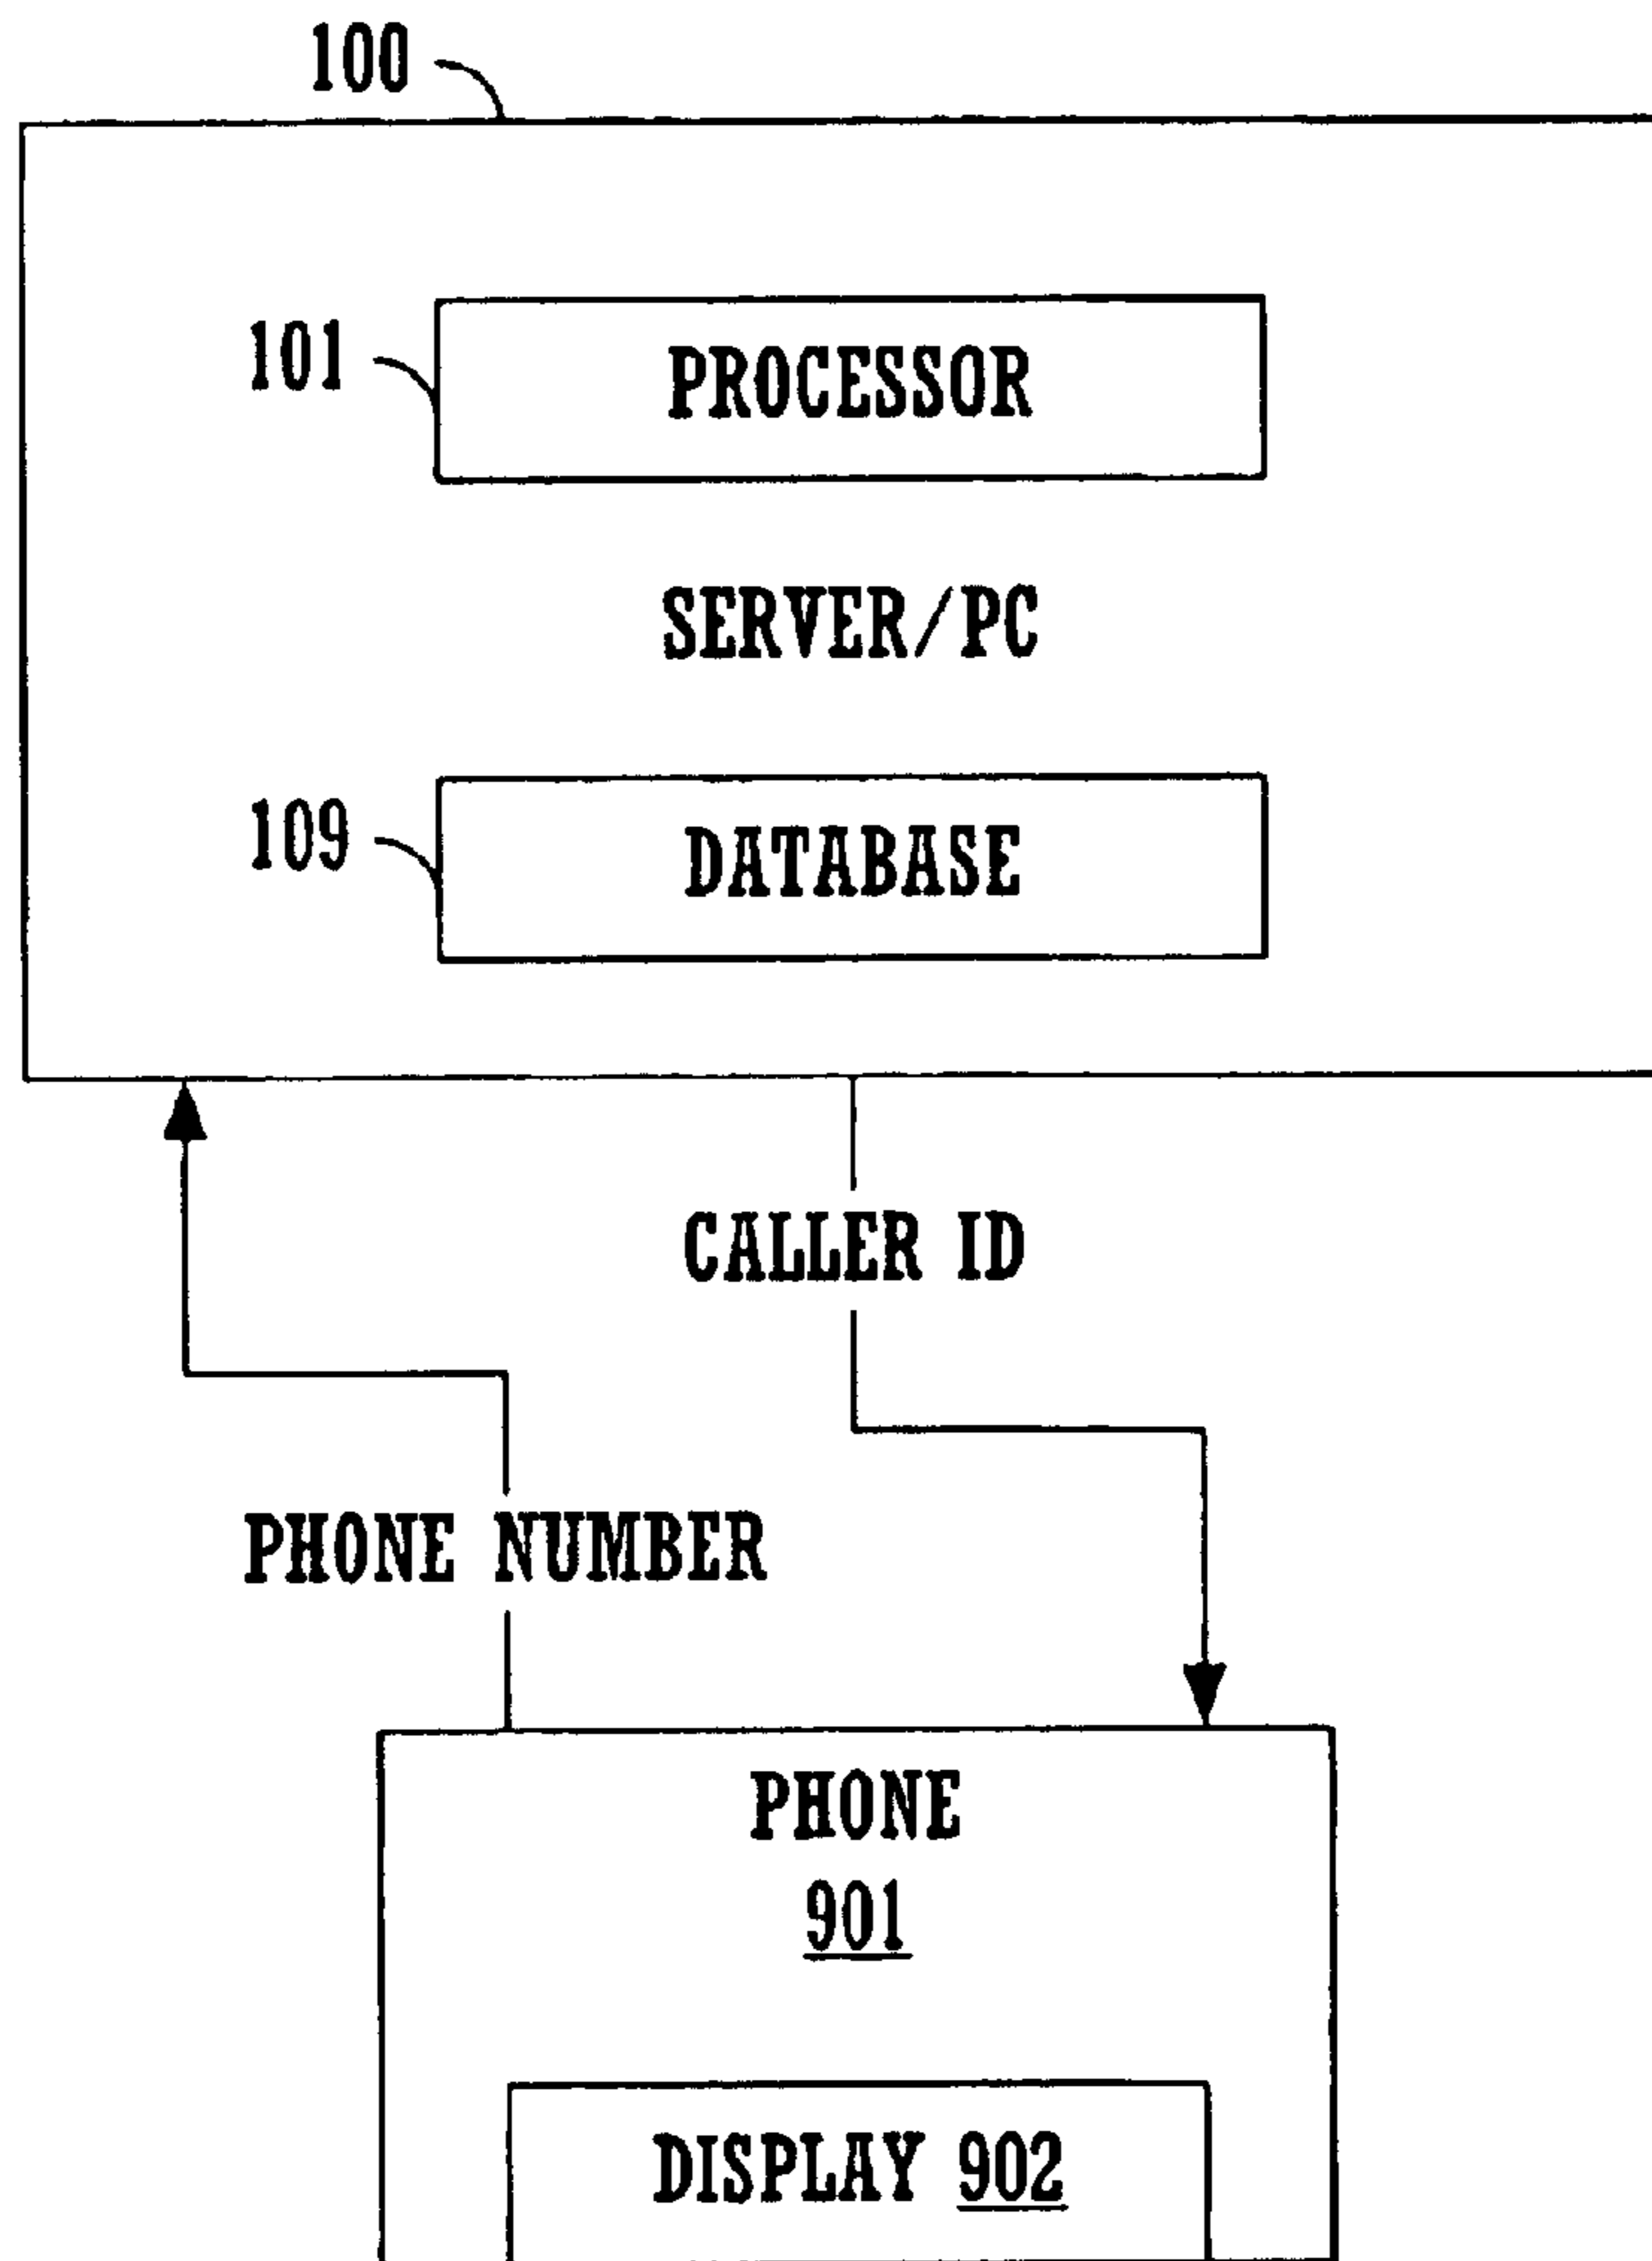 100
101
PROCESSOR
SERVER/PC
109
DATABASE
CALLER ID
PHONE NUMBER
PHONE
901
DISPLAY 902